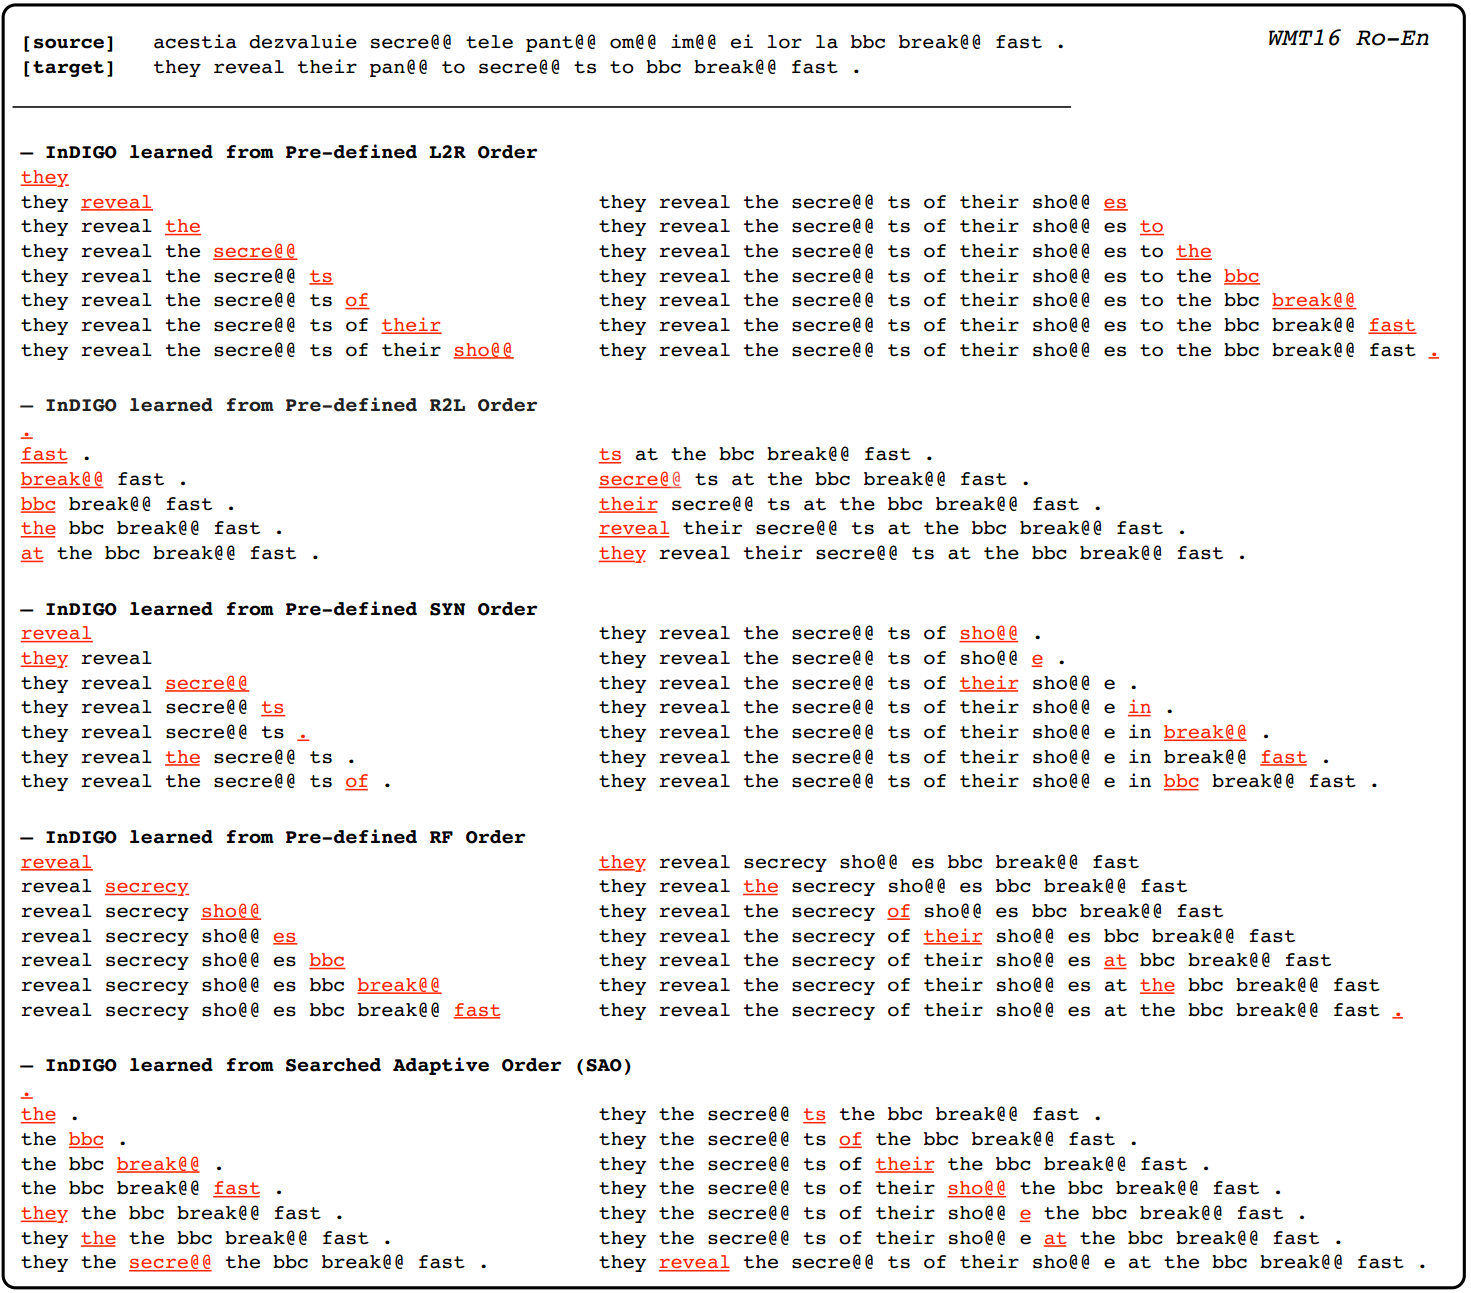 [source] acestia dezvaluie secre@@ tele pant@@ om@@ im@@ ei lor la bbc break@@ fast .
WMT16 Ro-En
[target] they reveal their pan@@ to secre@@ ts to bbc break@@ fast .
— InDIGO learned from Pre-defined L2R Order
they
they reveal
they reveal the
they reveal the secre@@
they reveal the secre@@ ts
they reveal the secre@@ ts of
they reveal the secre@@ ts of their
they reveal the secre@@ ts of their sho@@
they reveal the secre@@ ts of their sho@@ es
they reveal the secre@@ ts of their sho@@ es to
they reveal the secre@@ ts of their sho@@ es to the
they reveal the secre@@ ts of their sho@@ es to the bbc
they reveal the secre@@ ts of their sho@@ es to the bbc break@@
they reveal the secre@@ ts of their sho@@ es to the bbc break@@ fast
they reveal the secre@@ ts of their sho@@ es to the bbc break@@ fast .
— InDIGO learned from Pre-defined R2L Order
.
fast .
break@@ fast .
bbc break@@ fast .
the bbc break@@ fast .
at the bbc break@@ fast .
ts at the bbc break@@ fast .
secre@@ ts at the bbc break@@ fast .
their secre@@ ts at the bbc break@@ fast .
reveal their secre@@ ts at the bbc break@@ fast .
they reveal their secre@@ ts at the bbc break@@ fast .
— InDIGO learned from Pre-defined SYN Order
reveal
they reveal
they reveal secre@@
they reveal secre@@ ts
they reveal secre@@ ts .
they reveal the secre@@ ts .
they reveal the secre@@ ts of .
they reveal the secre@@ ts of sho@@ .
they reveal the secre@@ ts of sho@@ e .
they reveal the secre@@ ts of their sho@@ e .
they reveal the secre@@ ts of their sho@@ e in .
they reveal the secre@@ ts of their sho@@ e in break@@ .
they reveal the secre@@ ts of their sho@@ e in break@@ fast .
they reveal the secre@@ ts of their sho@@ e in bbc break@@ fast .
— InDIGO learned from Pre-defined RF Order
reveal
reveal secrecy
reveal secrecy sho@@
reveal secrecy sho@@ es
reveal secrecy sho@@ es bbc
reveal secrecy sho@@ es bbc break@@
reveal secrecy sho@@ es bbc break@@ fast
they reveal secrecy sho@@ es bbc break@@ fast
they reveal the secrecy sho@@ es bbc break@@ fast
they reveal the secrecy of sho@@ es bbc break@@ fast
they reveal the secrecy of their sho@@ es bbc break@@ fast
they reveal the secrecy of their sho@@ es at bbc break@@ fast
they reveal the secrecy of their sho@@ es at the bbc break@@ fast
they reveal the secrecy of their sho@@ es at the bbc break@@ fast .
— InDIGO learned from Searched Adaptive Order (SAO)
.
the .
the bbc .
the bbc break@@ .
the bbc break@@ fast .
they the bbc break@@ fast .
they the the bbc break@@ fast .
they the secre@@ the bbc break@@ fast .
they the secre@@ ts the bbc break@@ fast .
they the secre@@ ts of the bbc break@@ fast .
they the secre@@ ts of their the bbc break@@ fast .
they the secre@@ ts of their sho@@ the bbc break@@ fast .
they the secre@@ ts of their sho@@ e the bbc break@@ fast .
they the secre@@ ts of their sho@@ e at the bbc break@@ fast .
they reveal the secre@@ ts of their sho@@ e at the bbc break@@ fast .